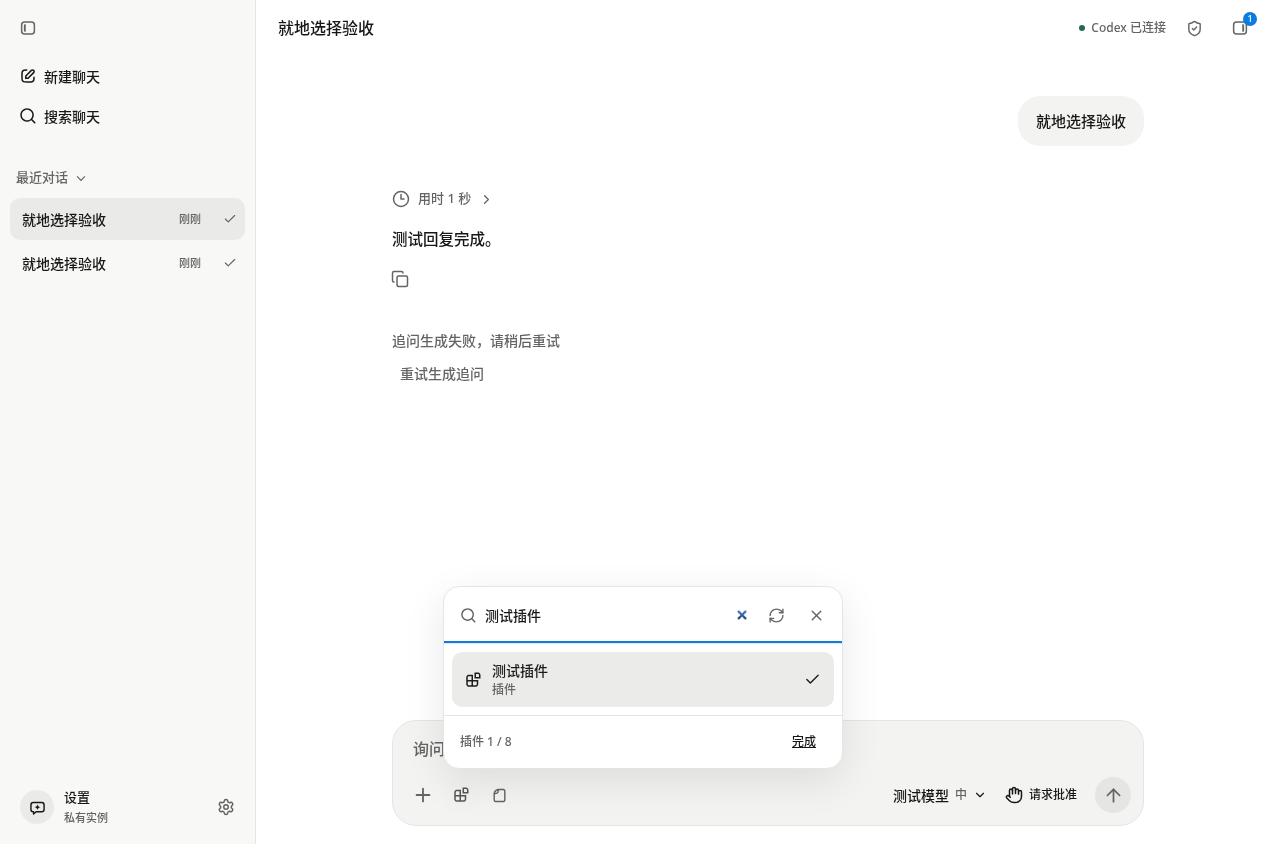 新建聊天
搜索聊天
最近对话
就地选择验收 刚刚
就地选择验收 刚刚
设置
私有实例
就地选择验收
Codex 已连接
1
就地选择验收
用时 1 秒
测试回复完成。
追问生成失败，请稍后重试
重试生成追问
测试插件
测试插件
插件
插件 1 / 8
完成
询问
测试模型 中
请求批准